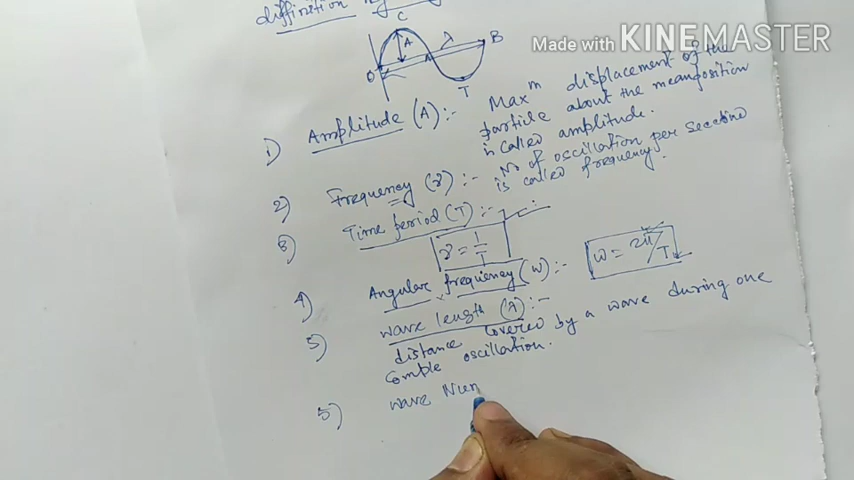 diffinition
Made with KINEMASTER
C
A
λ
B
O
T
1) Amplitude (A) :- Maxᵐ displacement of the
particle about the meanposition
is called amplitude.
2) Frequency (γ) :- No of oscillation per second
is called frequency.
3) Time period (T) :-
γ = 1/T
4) Angular frequency (W) :- W = 2π/T
5) wave length (λ) :-
distance covered by a wave during one
comple oscillation.
5) wave Num